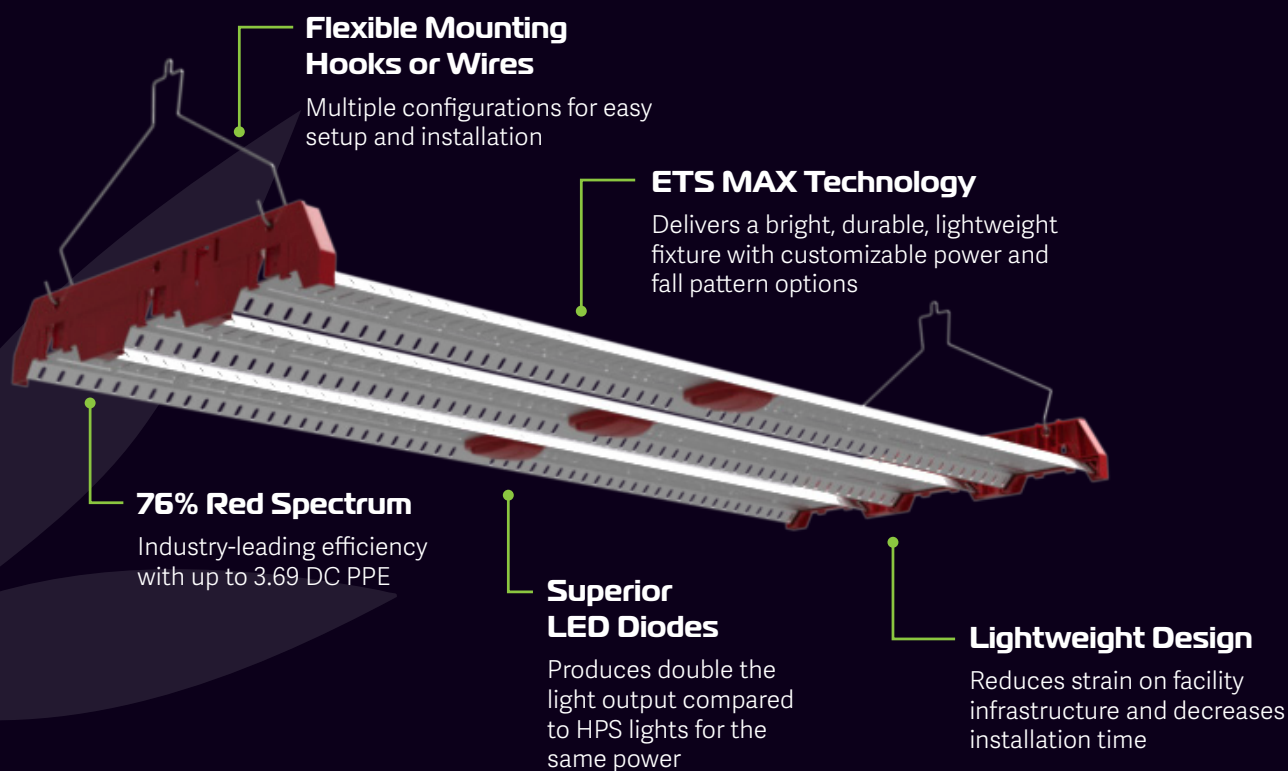 Flexible Mounting
Hooks or Wires
Multiple configurations for easy
setup and installation
ETS MAX Technology
Delivers a bright, durable, lightweight
fixture with customizable power and
fall pattern options
76% Red Spectrum
Industry-leading efficiency
with up to 3.69 DC PPE
Superior
LED Diodes
Produces double the
light output compared
to HPS lights for the
same power
Lightweight Design
Reduces strain on facility
infrastructure and decreases
installation time